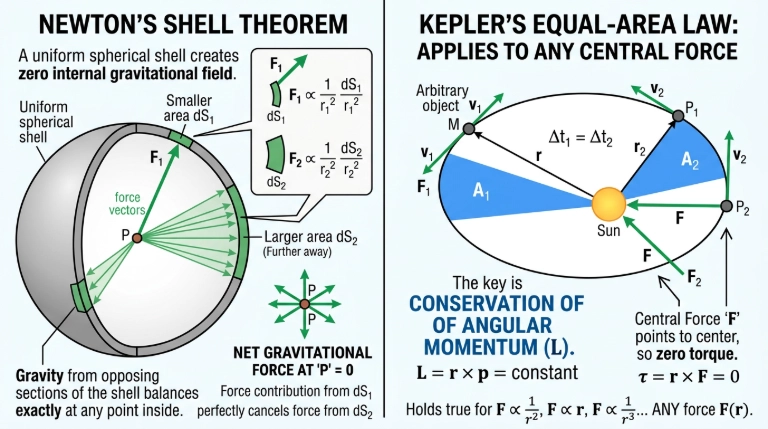 NEWTON'S SHELL THEOREM
A uniform spherical shell creates
zero internal gravitational field.
Uniform
spherical
shell
Smaller
area dS₁
F₁
dS₁
F₁ ∝ 1/r₁² dS₁/r₁²
dS₂
F₂ ∝ 1/r₂² dS₂/r₂²
F₁
force
vectors
P
Larger area dS₂
(Further away)
P
P
NET GRAVITATIONAL
FORCE AT 'P' = 0
Gravity from opposing
sections of the shell balances
exactly at any point inside.
Force contribution from dS₁
perfectly cancels force from dS₂
KEPLER'S EQUAL-AREA LAW:
APPLIES TO ANY CENTRAL FORCE
Arbitrary
object
v₁
M
v₁
F₁
A₁
Δt₁ = Δt₂
r
r₂
v₂
P₁
A₂
v₂
P₂
F
Sun
F
F₂
The key is
CONSERVATION OF
OF ANGULAR
MOMENTUM (L).
L = r × p = constant
Central Force 'F'
points to center,
so zero torque.
τ = r × F = 0
Holds true for F ∝ 1/r², F ∝ r, F ∝ 1/r³... ANY force F(r).